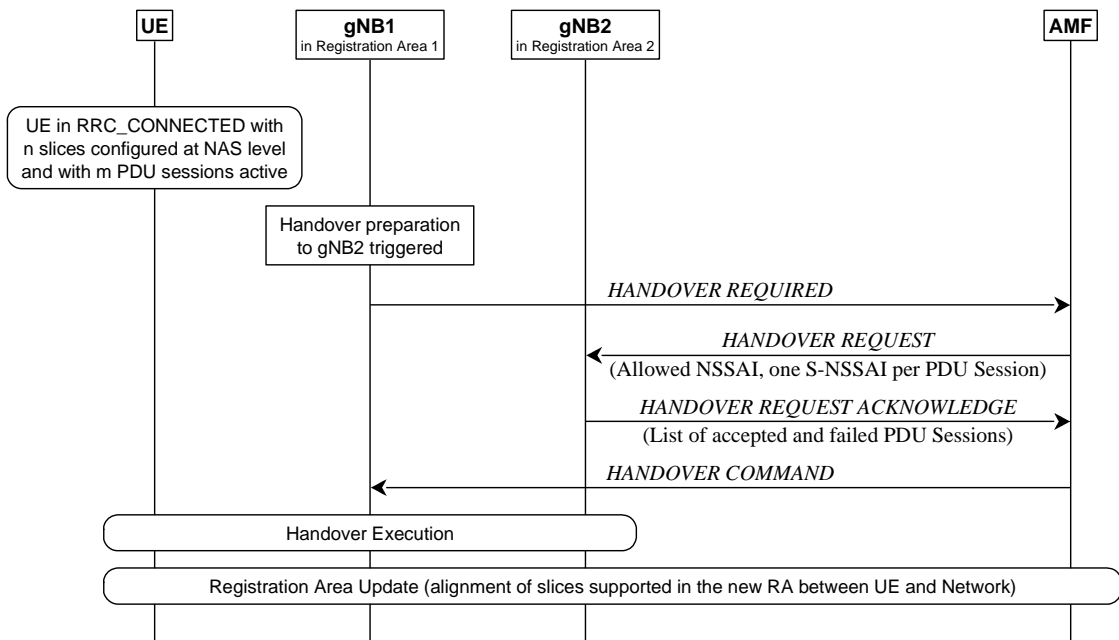 UE
gNB1
in Registration Area 1
gNB2
in Registration Area 2
AMF
UE in RRC_CONNECTED with
n slices configured at NAS level
and with m PDU sessions active
Handover preparation
to gNB2 triggered
HANDOVER REQUIRED
HANDOVER REQUEST
(Allowed NSSAI, one S-NSSAI per PDU Session)
HANDOVER REQUEST ACKNOWLEDGE
(List of accepted and failed PDU Sessions)
HANDOVER COMMAND
Handover Execution
Registration Area Update (alignment of slices supported in the new RA between UE and Network)